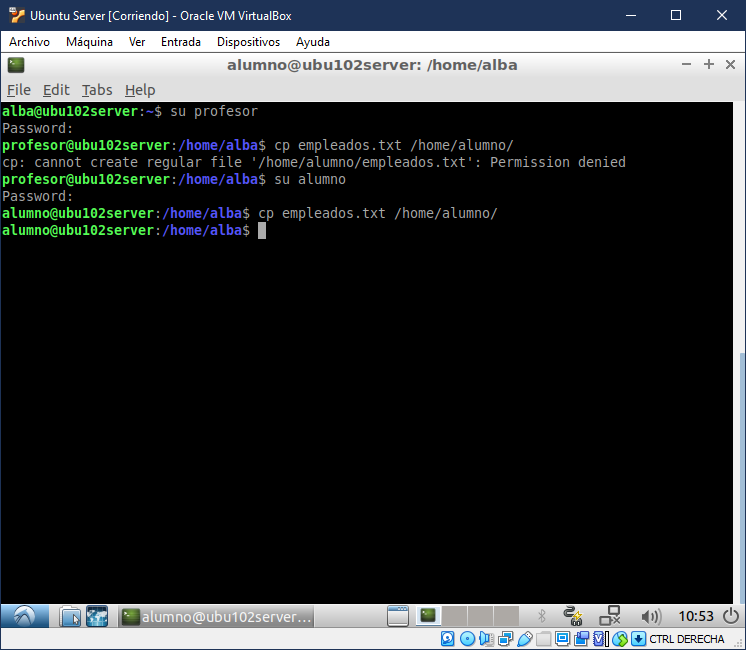 Ubuntu Server [Corriendo] - Oracle VM VirtualBox
Archivo Máquina Ver Entrada Dispositivos Ayuda
alumno@ubu102server: /home/alba
File Edit Tabs Help
alba@ubu102server:~$ su profesor
Password:
profesor@ubu102server:/home/alba$ cp empleados.txt /home/alumno/
cp: cannot create regular file '/home/alumno/empleados.txt': Permission denied
profesor@ubu102server:/home/alba$ su alumno
Password:
alumno@ubu102server:/home/alba$ cp empleados.txt /home/alumno/
alumno@ubu102server:/home/alba$
alumno@ubu102server... 10:53
CTRL DERECHA